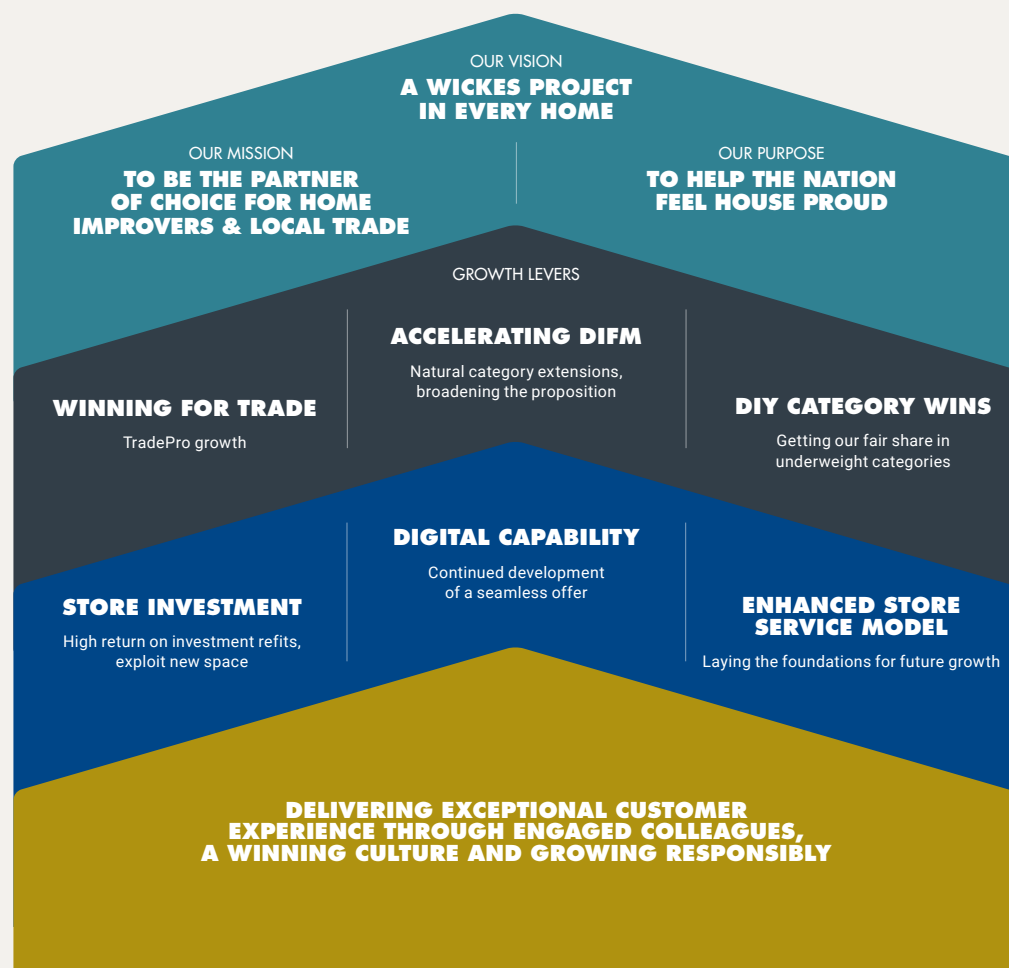 OUR VISION
A WICKES PROJECT
IN EVERY HOME
OUR MISSION
TO BE THE PARTNER
OF CHOICE FOR HOME
IMPROVERS & LOCAL TRADE
OUR PURPOSE
TO HELP THE NATION
FEEL HOUSE PROUD
GROWTH LEVERS
WINNING FOR TRADE
TradePro growth
ACCELERATING DIFM
Natural category extensions,
broadening the proposition
DIY CATEGORY WINS
Getting our fair share in
underweight categories
STORE INVESTMENT
High return on investment refits,
exploit new space
DIGITAL CAPABILITY
Continued development
of a seamless offer
ENHANCED STORE
SERVICE MODEL
Laying the foundations for future growth
DELIVERING EXCEPTIONAL CUSTOMER
EXPERIENCE THROUGH ENGAGED COLLEAGUES,
A WINNING CULTURE AND GROWING RESPONSIBLY